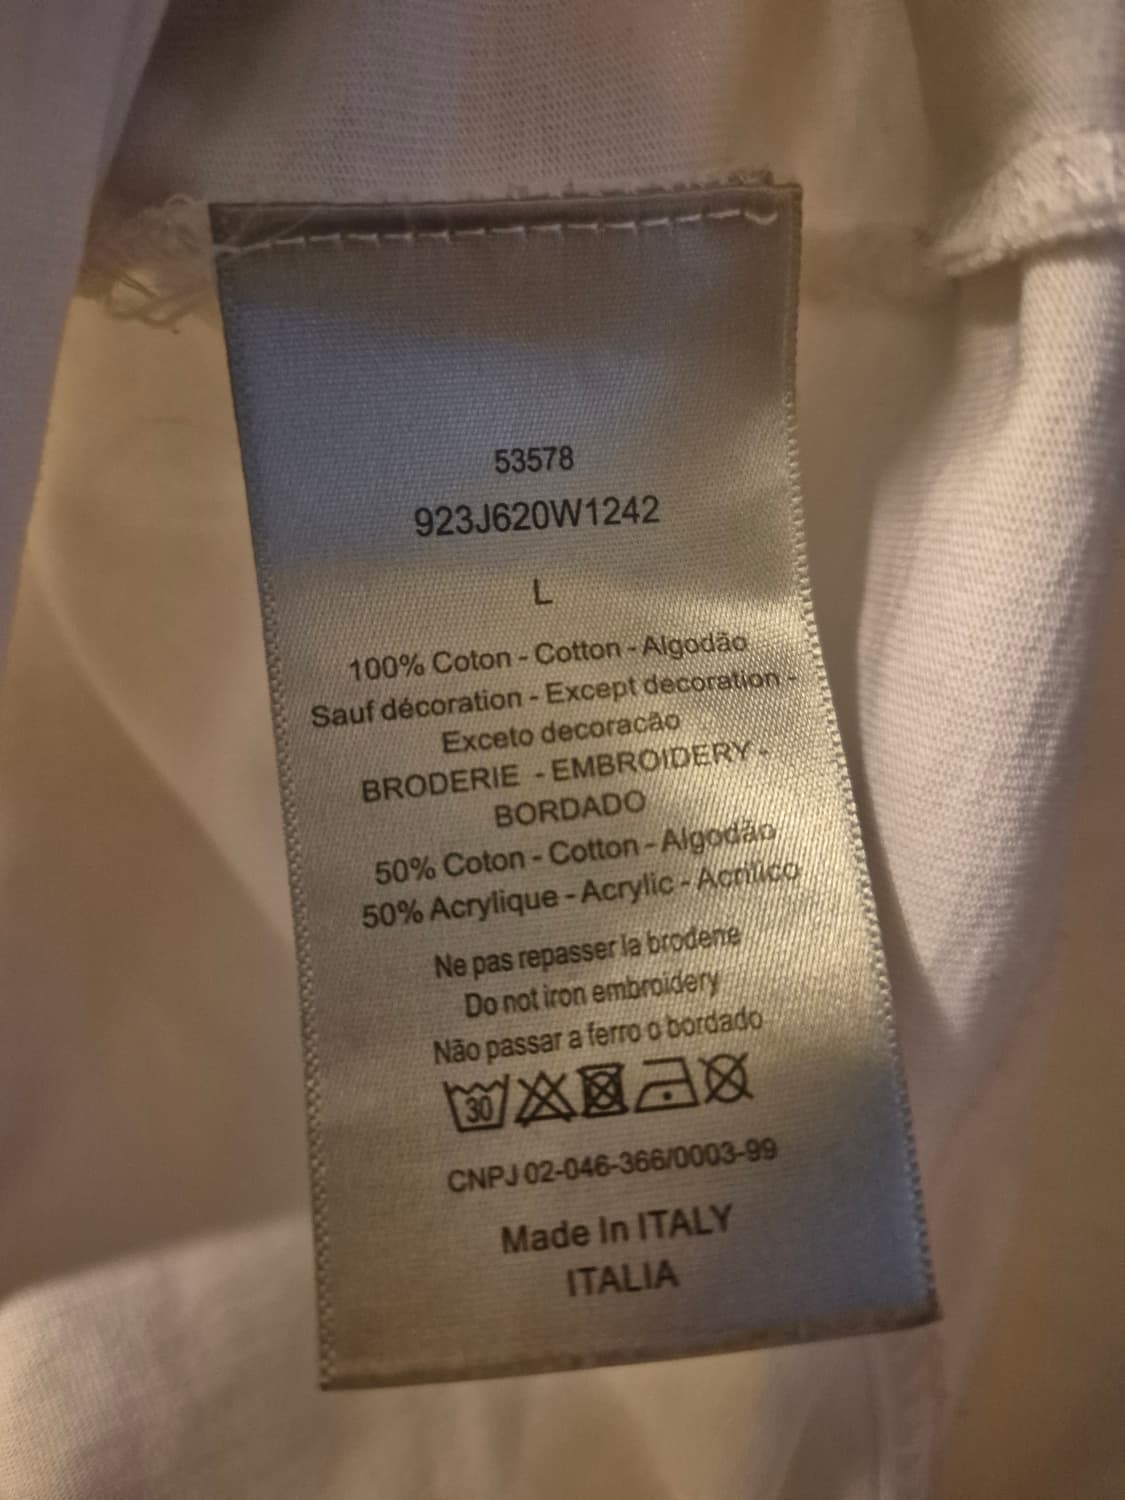 53578
923J620W1242
L
100% Coton - Cotton - Algodão
Sauf décoration - Except decoration -
Exceto decoracão
BRODERIE - EMBROIDERY -
BORDADO
50% Coton - Cotton - Algodão
50% Acrylique - Acrylic - Acrilico
Ne pas repasser la brodene
Do not iron embroidery
Não passar a ferro o bordado
30
CNPJ 02-046-366/0003-99
Made In ITALY
ITALIA